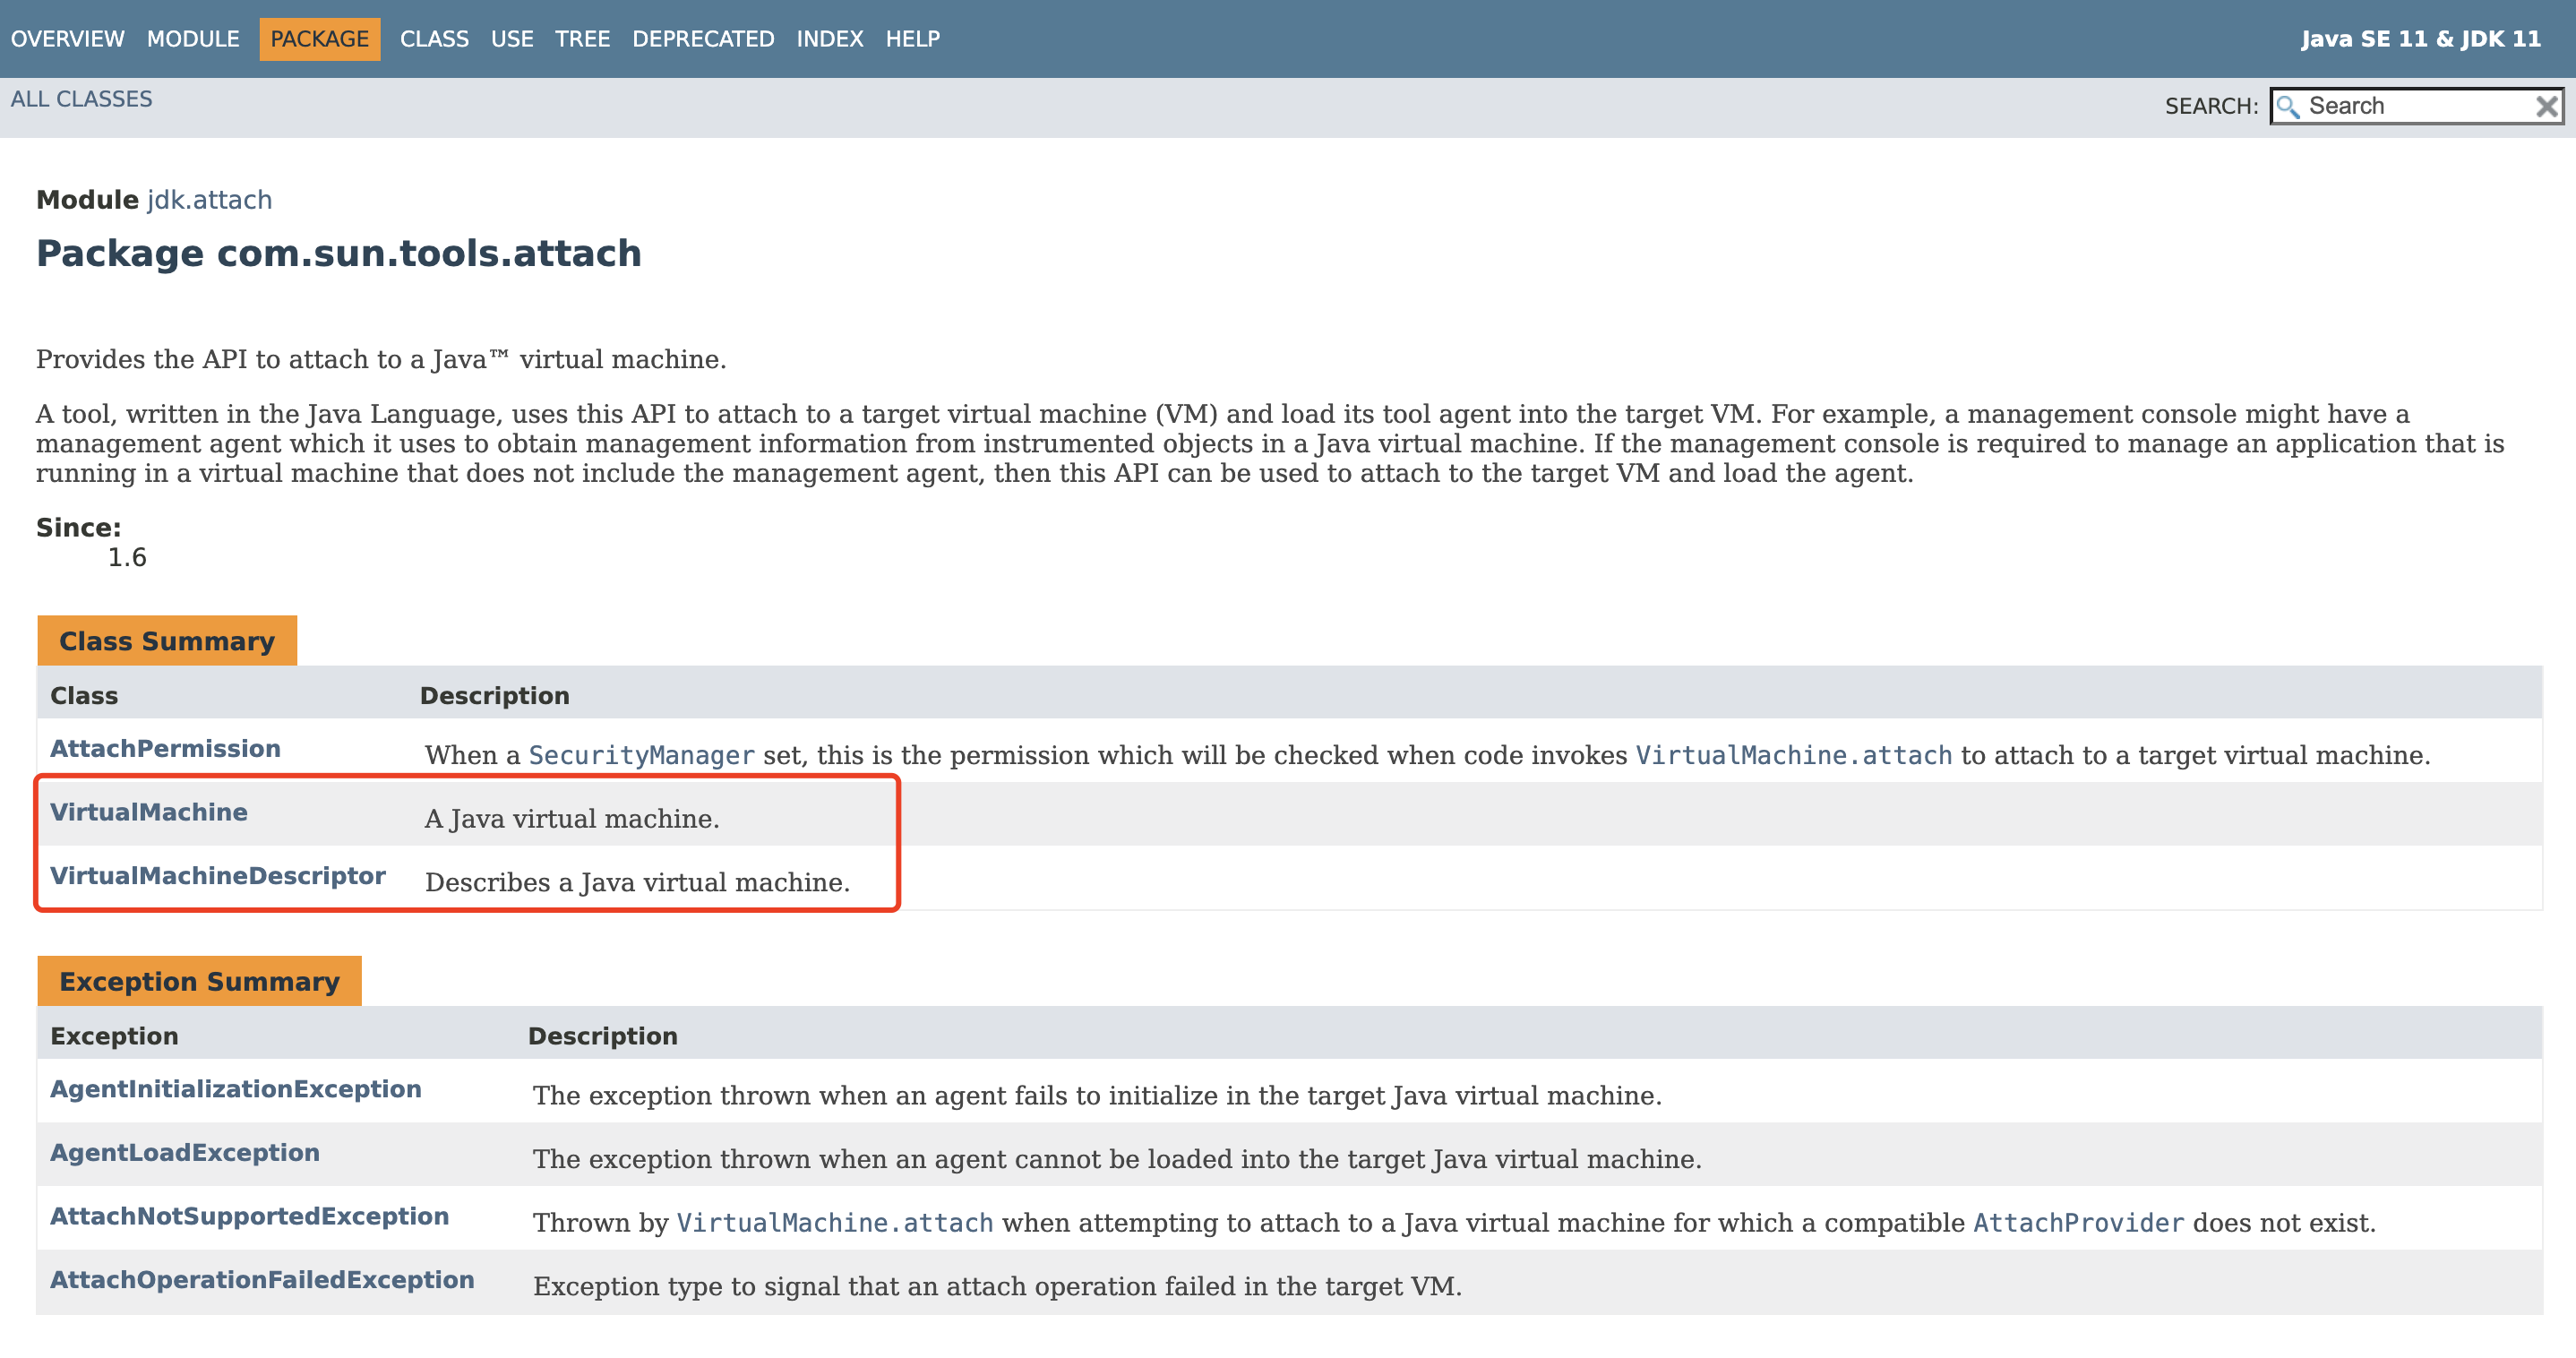 OVERVIEW MODULE PACKAGE CLASS USE TREE DEPRECATED INDEX HELP Java SE 11 & JDK 11
ALL CLASSES SEARCH: Search
Module jdk.attach
Package com.sun.tools.attach
Provides the API to attach to a Java™ virtual machine.
A tool, written in the Java Language, uses this API to attach to a target virtual machine (VM) and load its tool agent into the target VM. For example, a management console might have a
management agent which it uses to obtain management information from instrumented objects in a Java virtual machine. If the management console is required to manage an application that is
running in a virtual machine that does not include the management agent, then this API can be used to attach to the target VM and load the agent.
Since:
1.6
Class Summary
Class Description
AttachPermission When a SecurityManager set, this is the permission which will be checked when code invokes VirtualMachine.attach to attach to a target virtual machine.
VirtualMachine A Java virtual machine.
VirtualMachineDescriptor Describes a Java virtual machine.
Exception Summary
Exception Description
AgentInitializationException The exception thrown when an agent fails to initialize in the target Java virtual machine.
AgentLoadException The exception thrown when an agent cannot be loaded into the target Java virtual machine.
AttachNotSupportedException Thrown by VirtualMachine.attach when attempting to attach to a Java virtual machine for which a compatible AttachProvider does not exist.
AttachOperationFailedException Exception type to signal that an attach operation failed in the target VM.